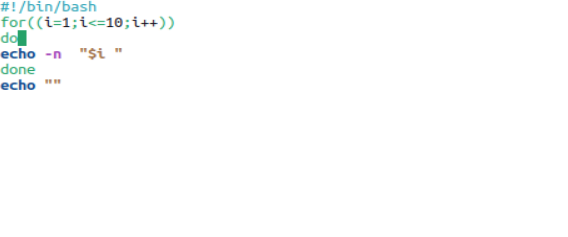 #!/bin/bash
for((i=1;i<=10;i++))
do
echo -n  "$i "
done
echo ""